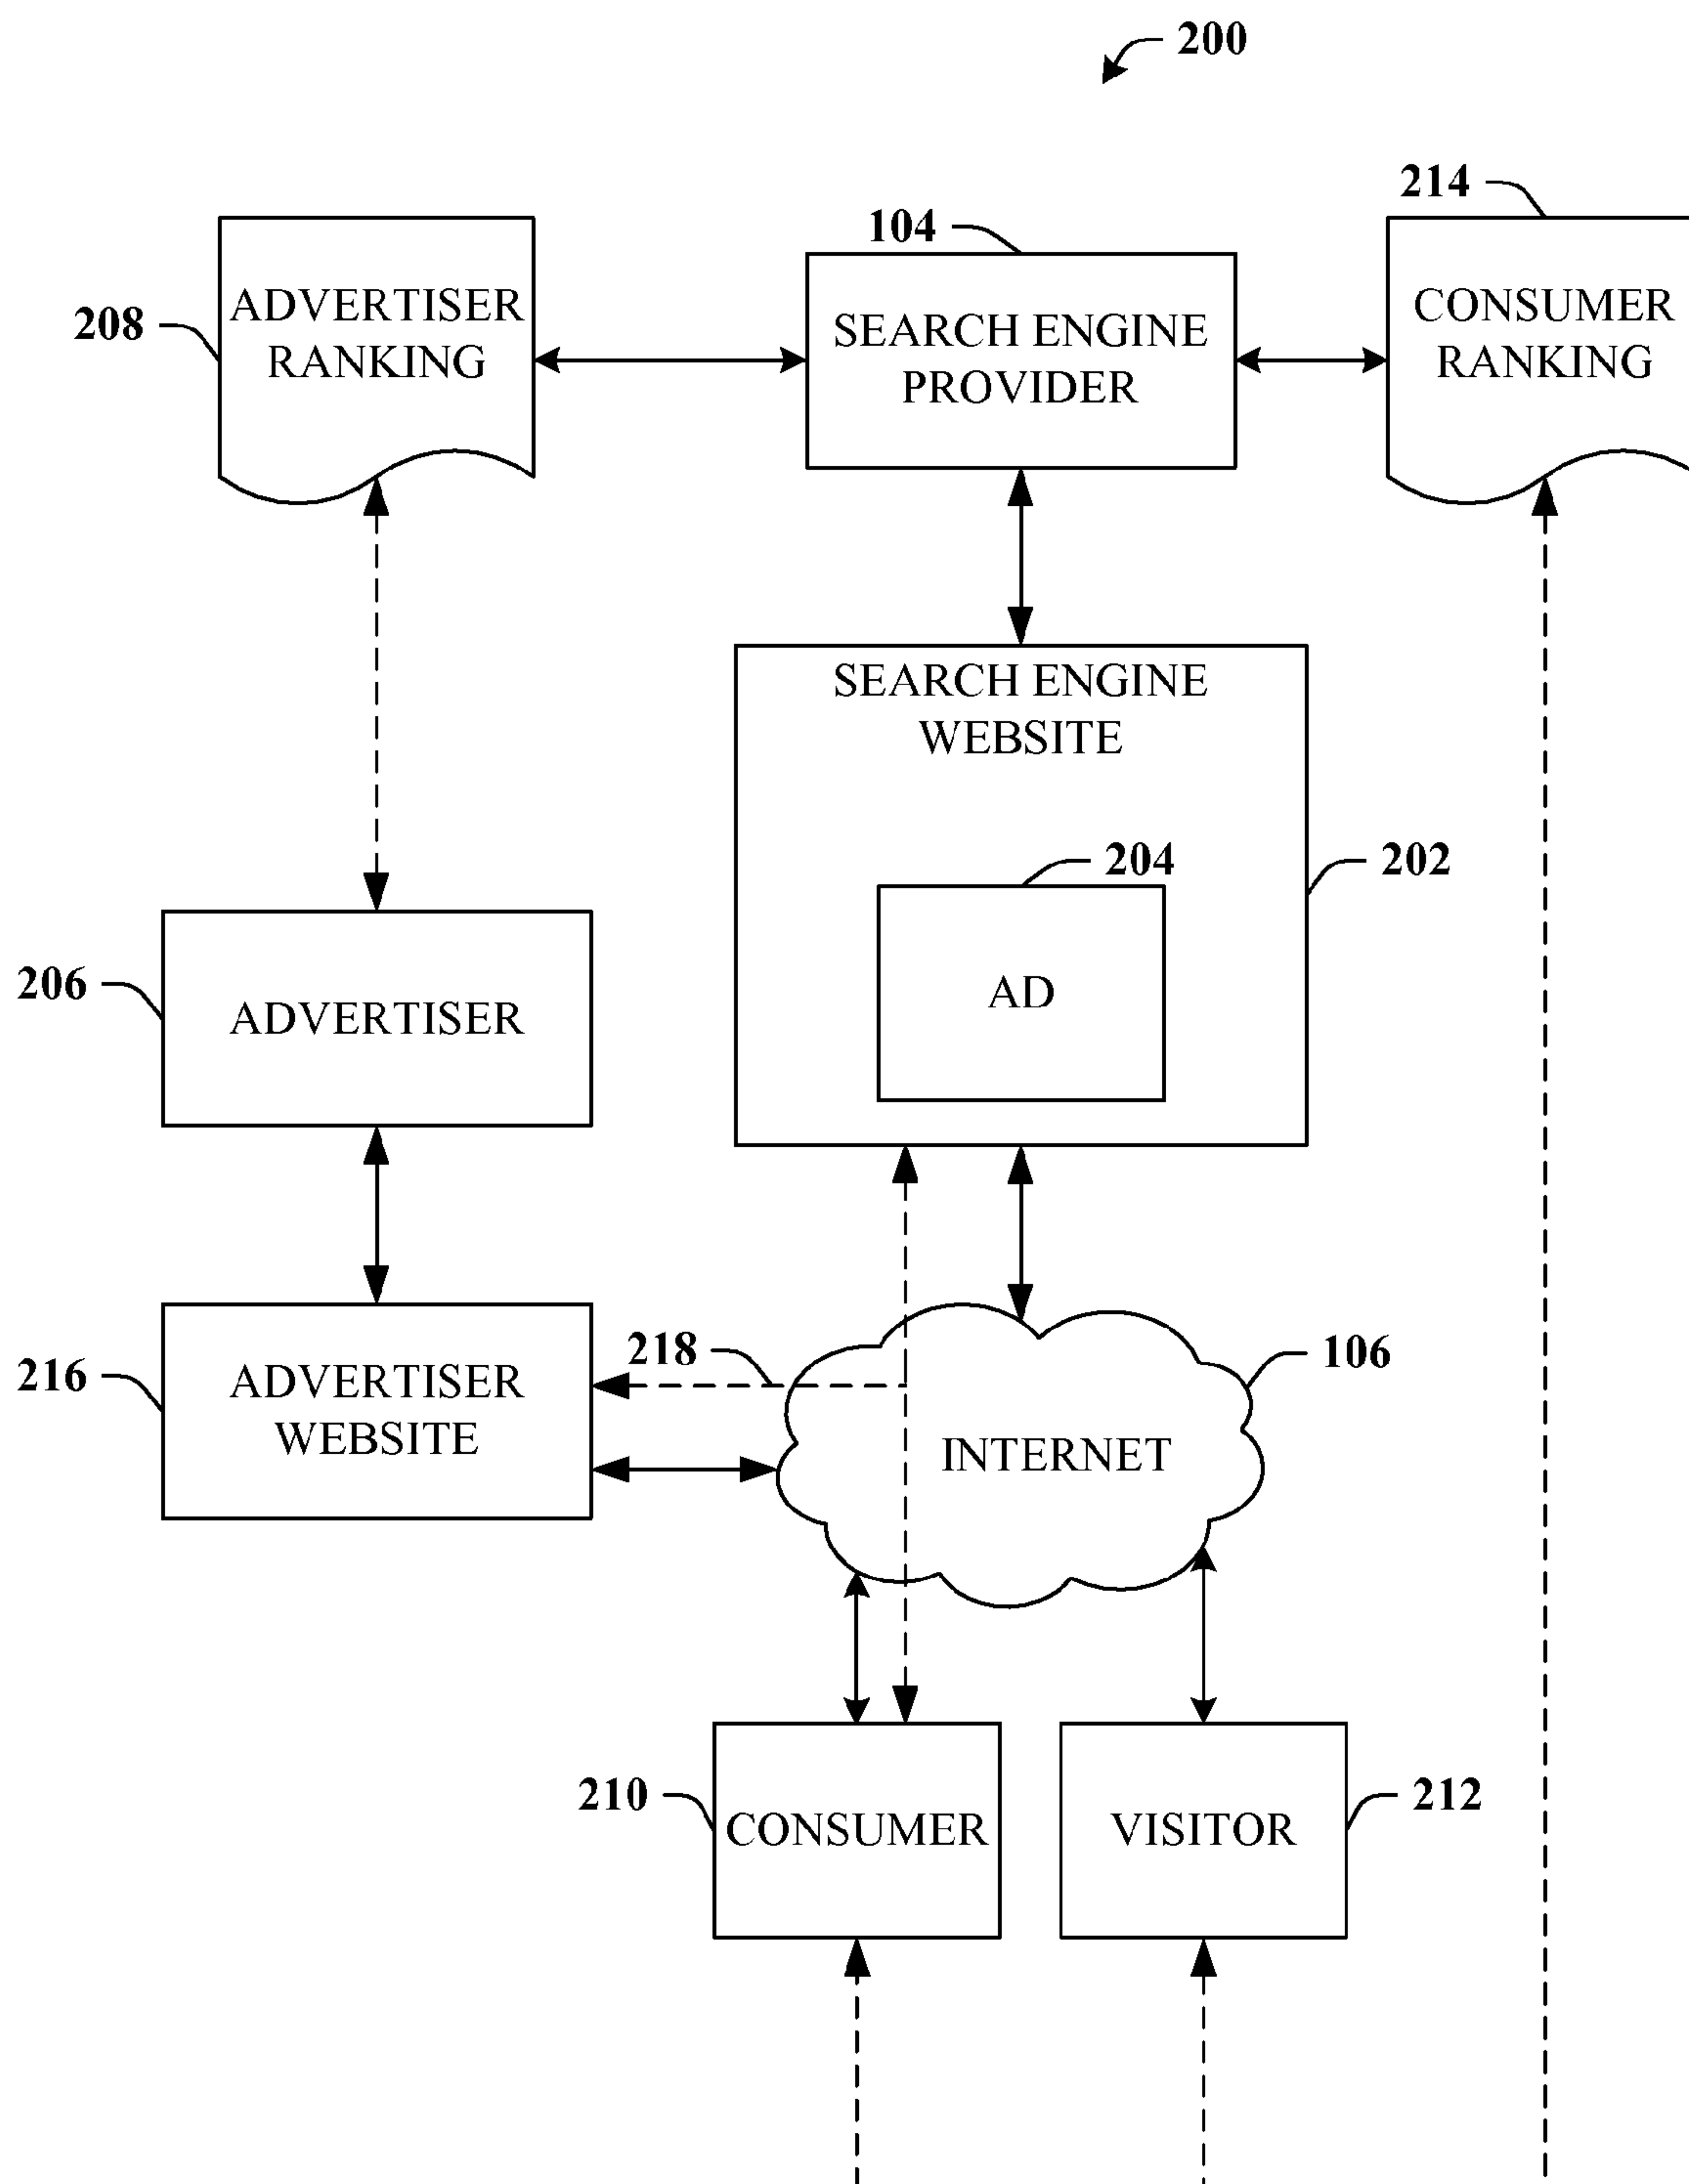 200
214
104
208
ADVERTISER
RANKING
SEARCH ENGINE
PROVIDER
CONSUMER
RANKING
SEARCH ENGINE
WEBSITE
204
202
AD
206
ADVERTISER
218
106
216
ADVERTISER
WEBSITE
INTERNET
210
CONSUMER
VISITOR
212